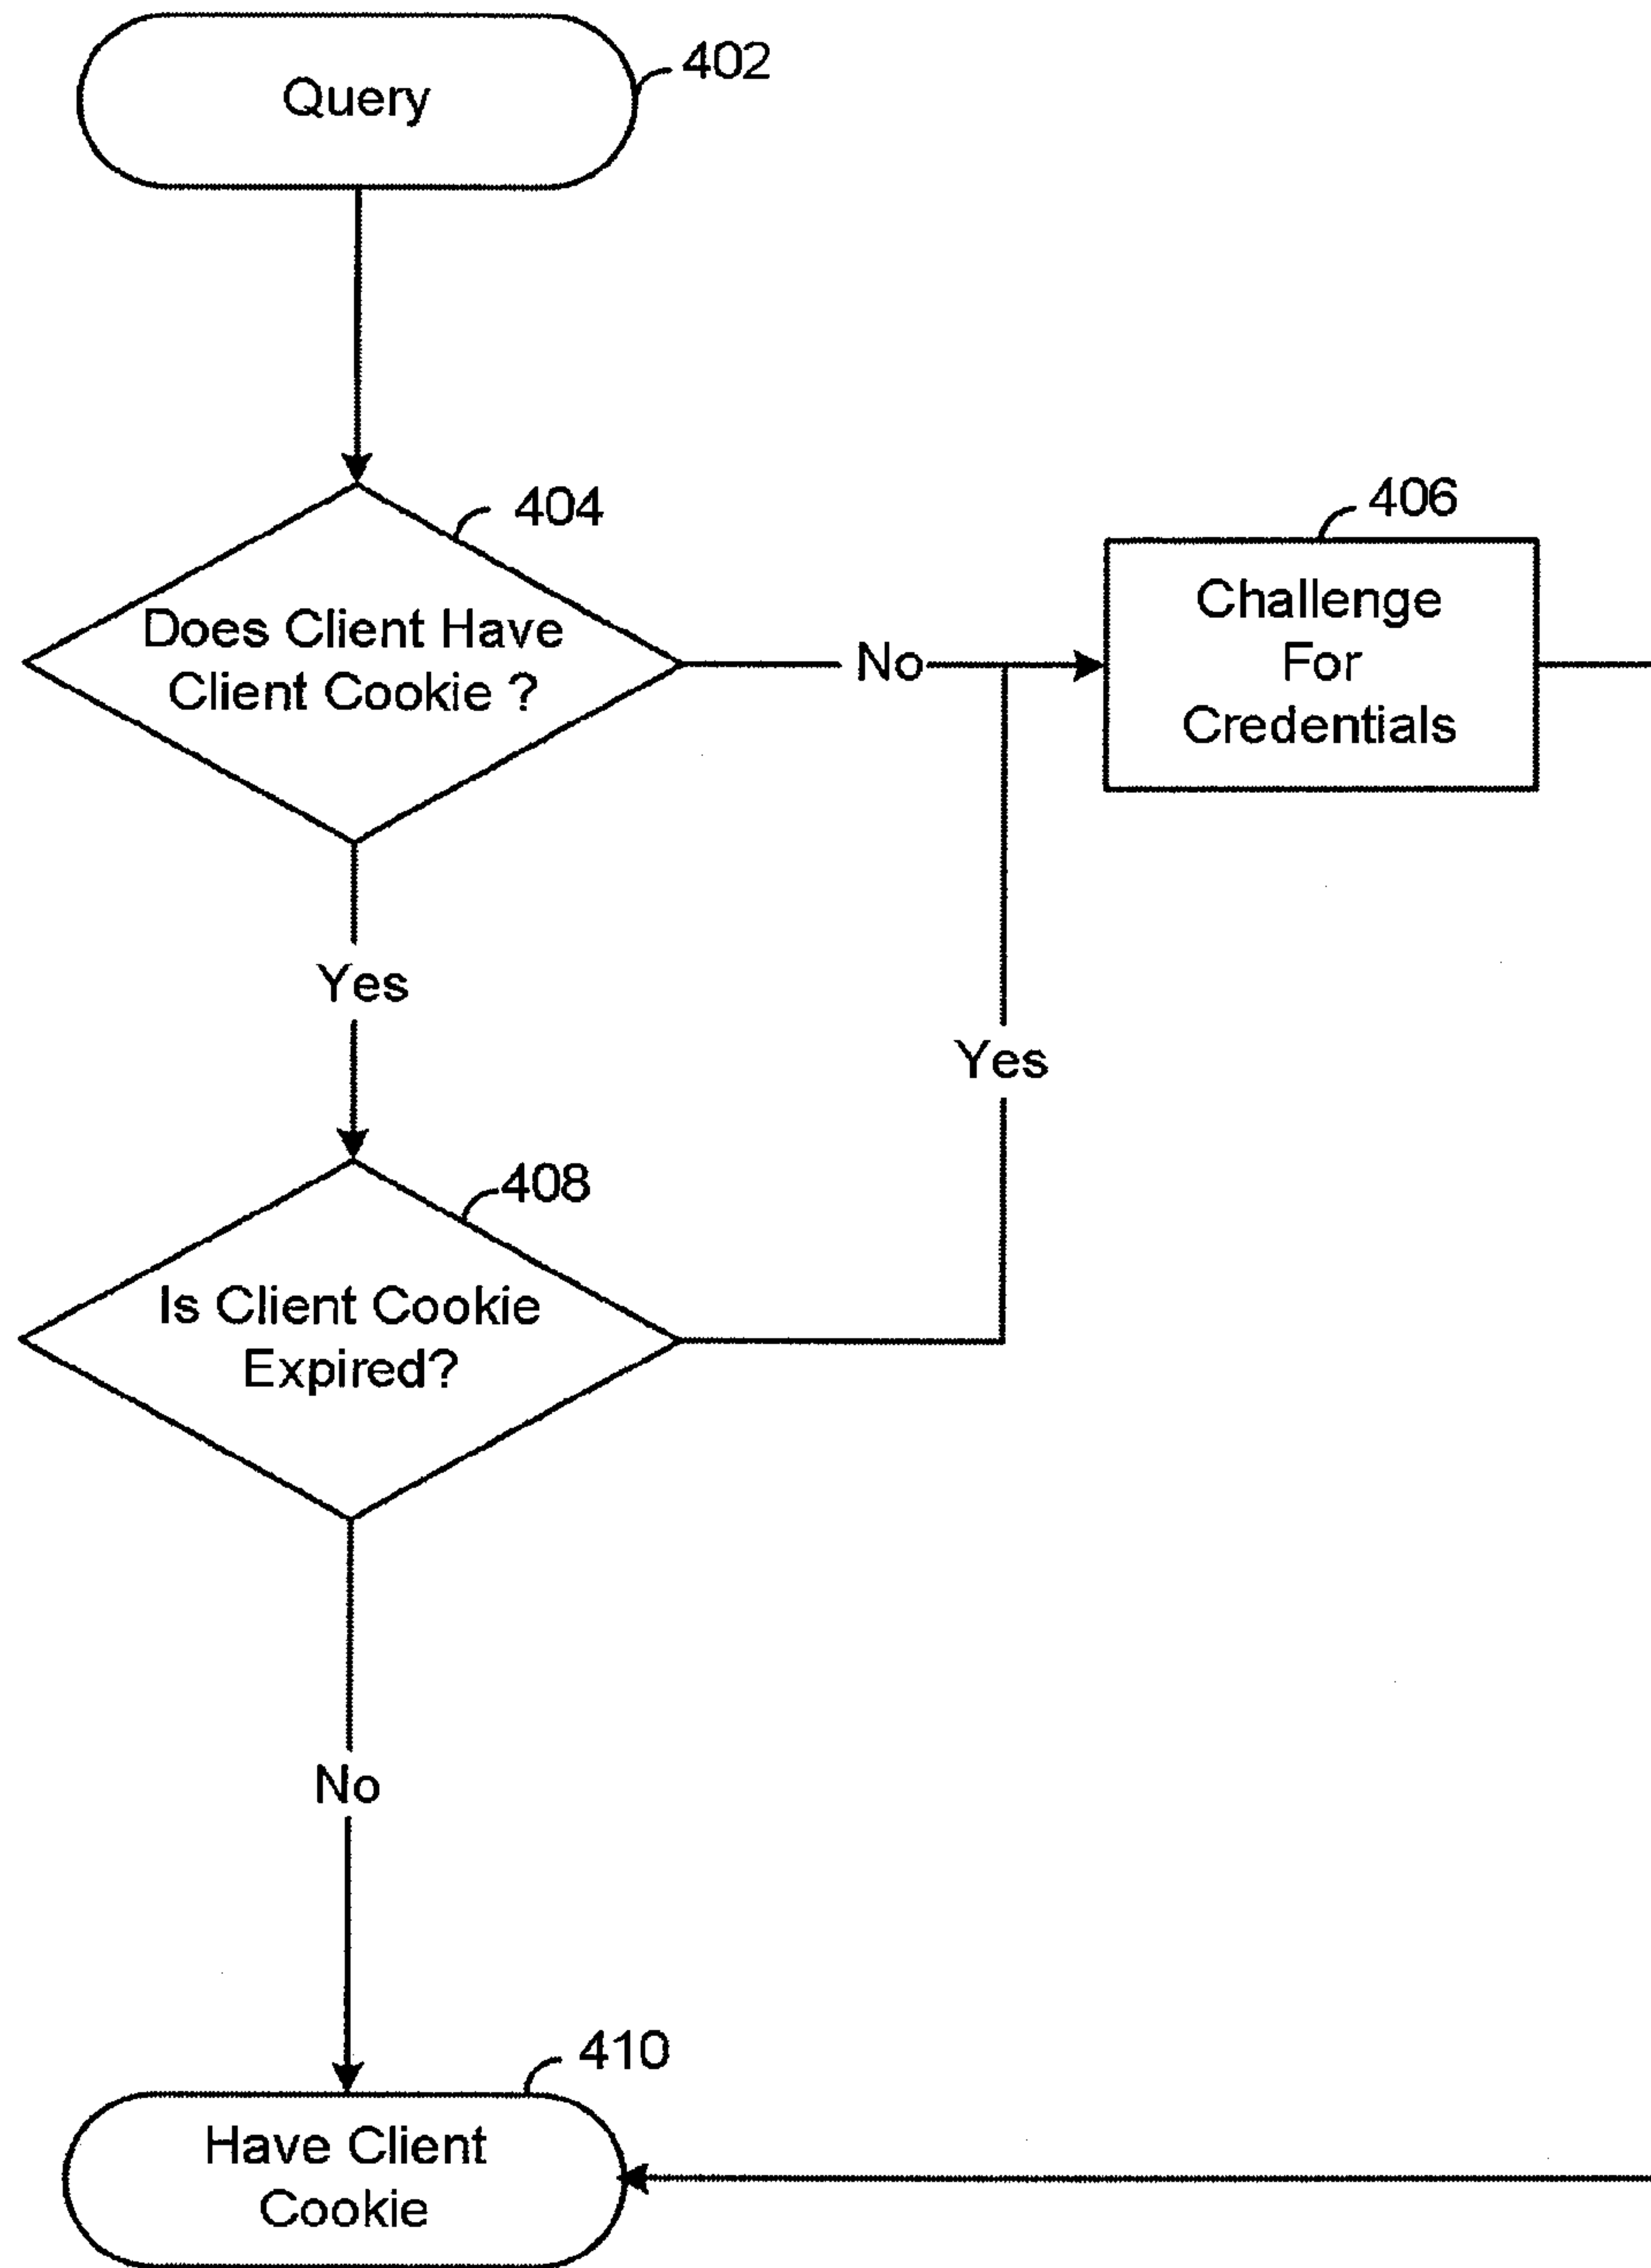 Query
402
404
Does Client Have
Client Cookie ?
No
406
Challenge
For
Credentials
Yes
Yes
408
Is Client Cookie
Expired?
No
410
Have Client
Cookie